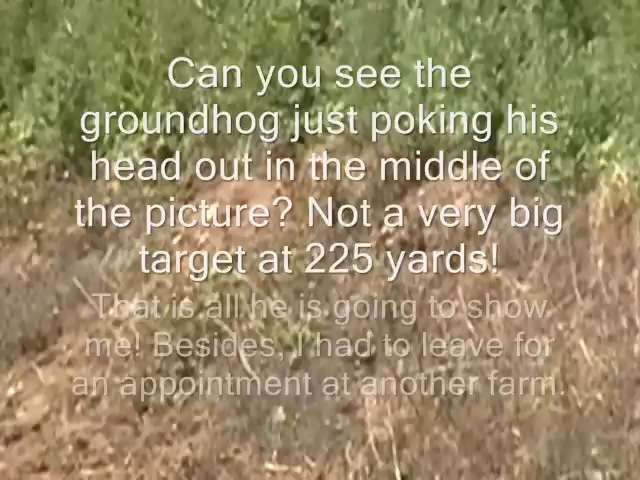 Can you see the
groundhog just poking his
head out in the middle of
the picture? Not a very big
target at 225 yards!
That is all he is going to show
me! Besides, I had to leave for
an appointment at another farm.